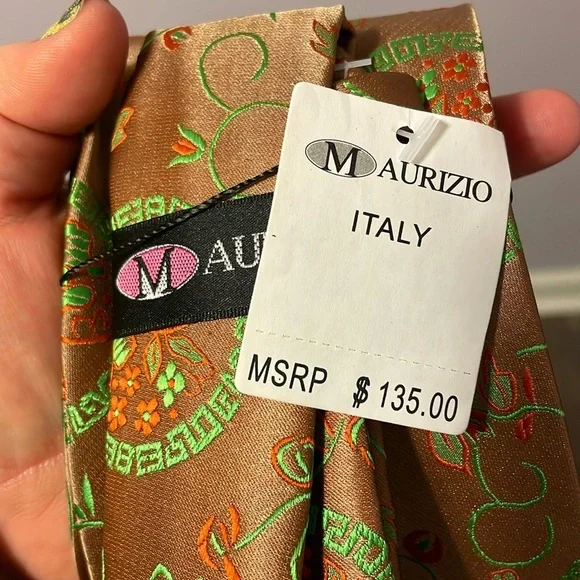 MAURIZIO
ITALY
MSRP $ 135.00
M AU